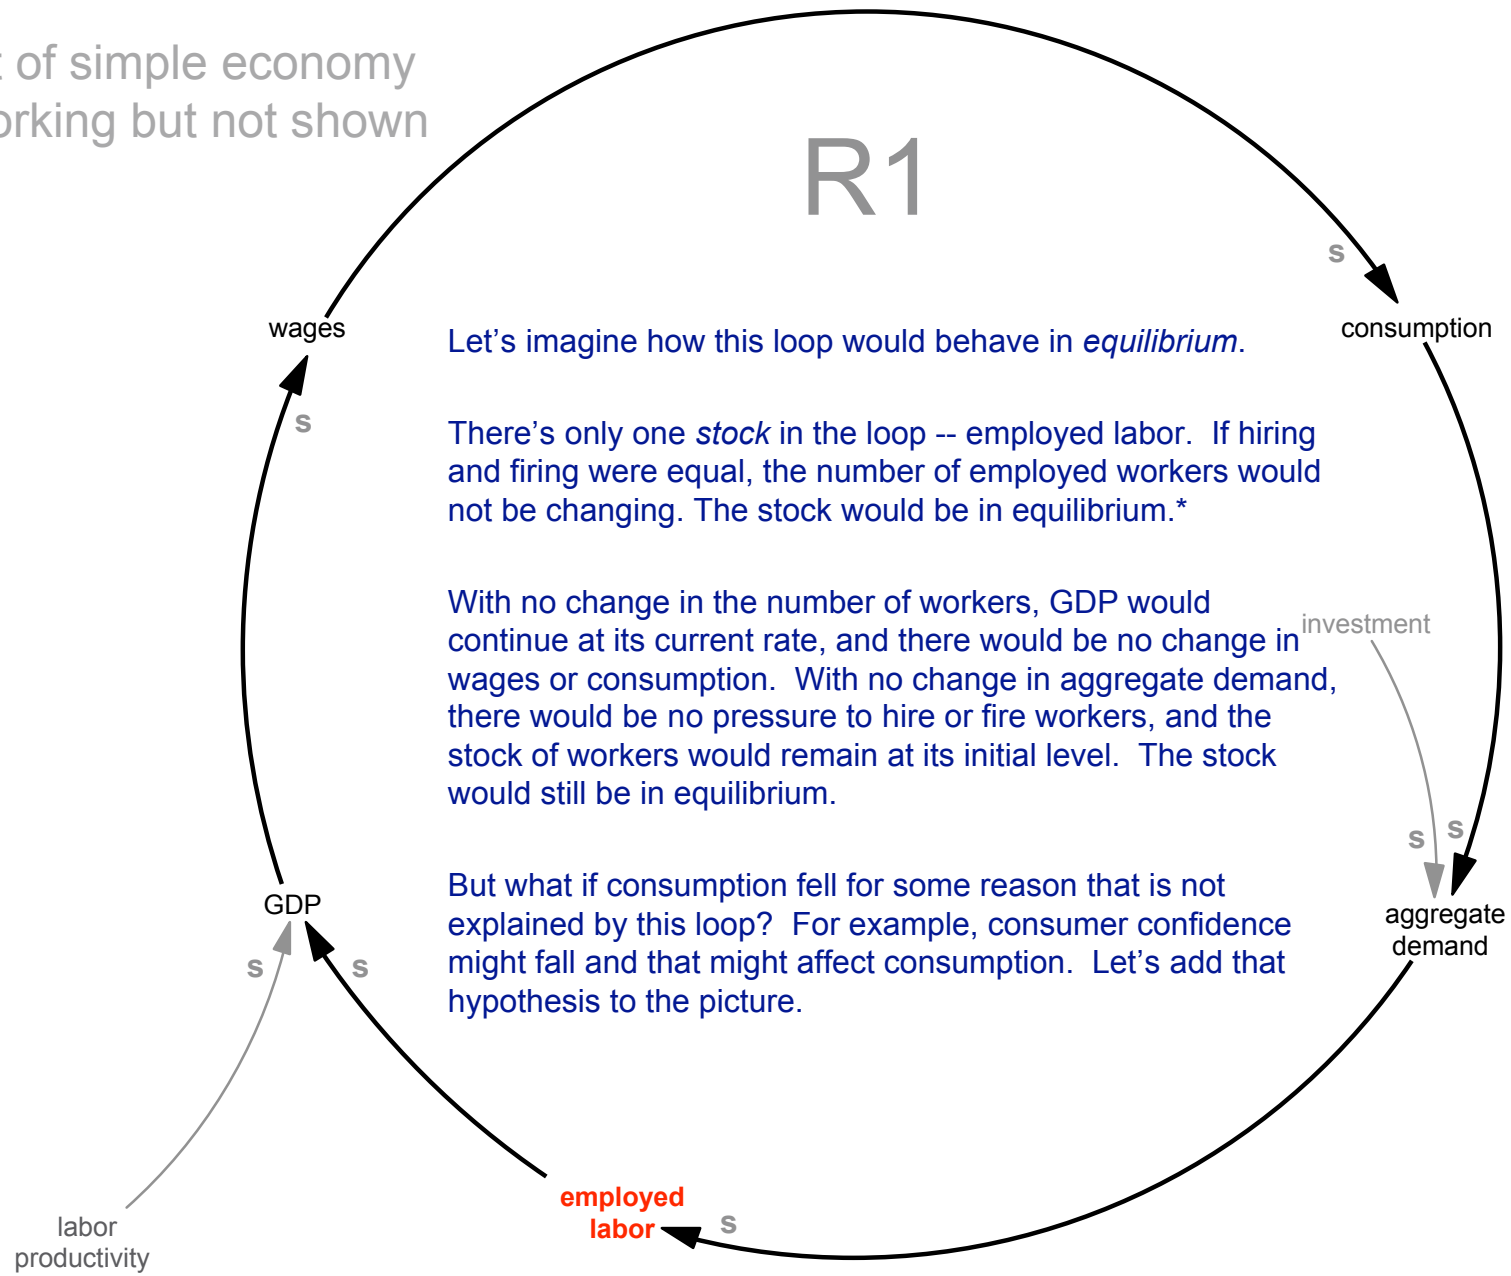 of simple economy
but not shown
R1
s
wages
consumption
s
Let's imagine how this loop would behave in equilibrium.
There's only one stock in the loop -- employed labor. If hiring
and firing were equal, the number of employed workers would
not be changing. The stock would be in equilibrium.*
With no change in the number of workers, GDP would
continue at its current rate, and there would be no change in
wages or consumption. With no change in aggregate demand,
there would be no pressure to hire or fire workers, and the
stock of workers would remain at its initial level. The stock
would still be in equilibrium.
investment
s s
But what if consumption fell for some reason that is not
explained by this loop? For example, consumer confidence
might fall and that might affect consumption. Let's add that
hypothesis to the picture.
GDP
s s
aggregate
demand
employed
labor
s
labor
productivity